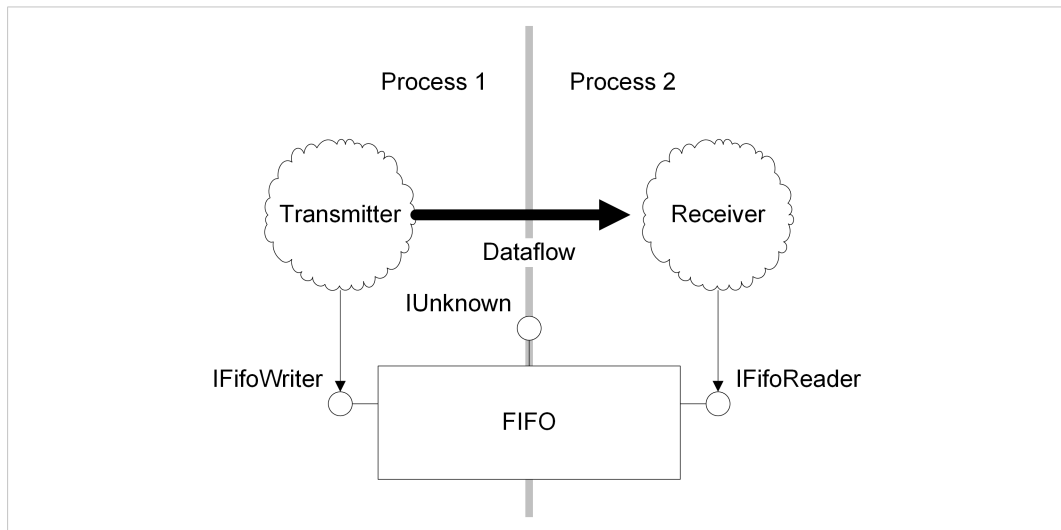 Process 1
Process 2
Transmitter
Receiver
Dataflow
IUnknown
IFifoWriter
IFifoReader
FIFO